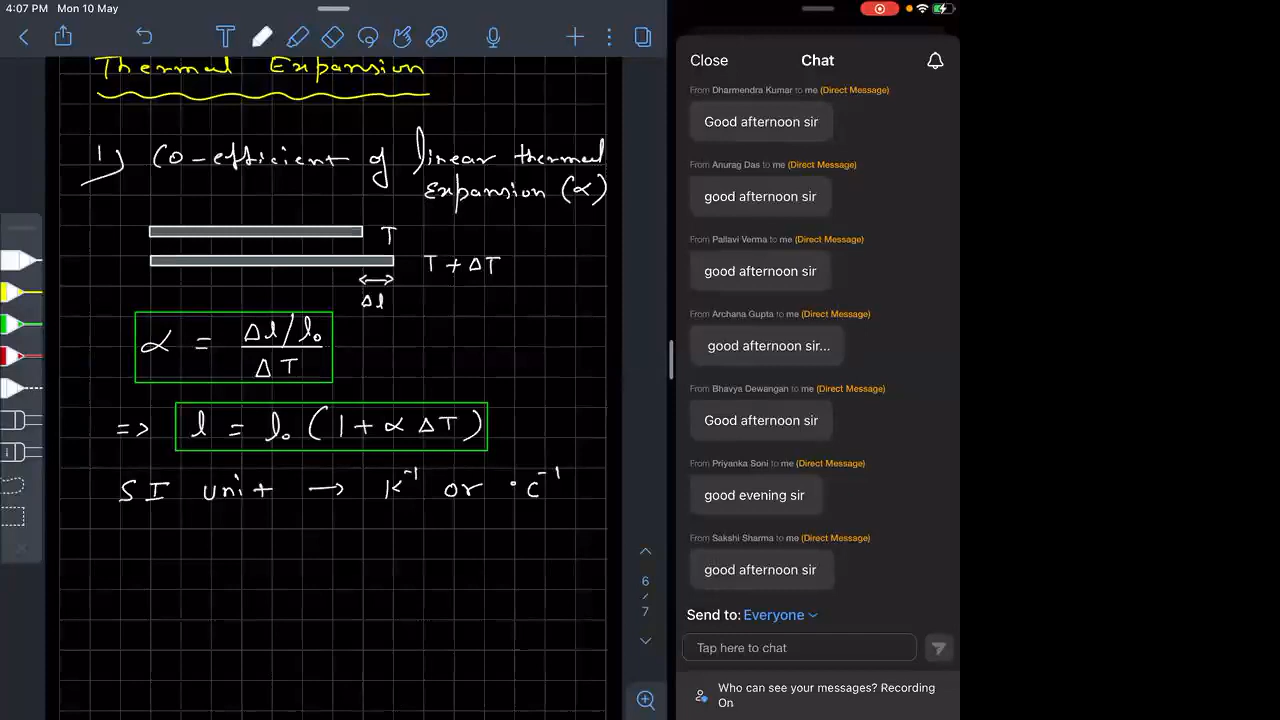 4:07 PM Mon 10 May
Thermal Expansion
1) Co-efficient of linear thermal
expansion (α)
T
T + ΔT
Δl
α = Δl/l₀ / ΔT
=> l = l₀ (1 + α ΔT)
SI unit → K⁻¹ or °C⁻¹
6
/
7
Close Chat
From Dharmendra Kumar to me (Direct Message)
Good afternoon sir
From Anurag Das to me (Direct Message)
good afternoon sir
From Pallavi Verma to me (Direct Message)
good afternoon sir
From Archana Gupta to me (Direct Message)
good afternoon sir...
From Bhavya Dewangan to me (Direct Message)
Good afternoon sir
From Priyanka Soni to me (Direct Message)
good evening sir
From Sakshi Sharma to me (Direct Message)
good afternoon sir
Send to: Everyone
Tap here to chat
Who can see your messages? Recording
On